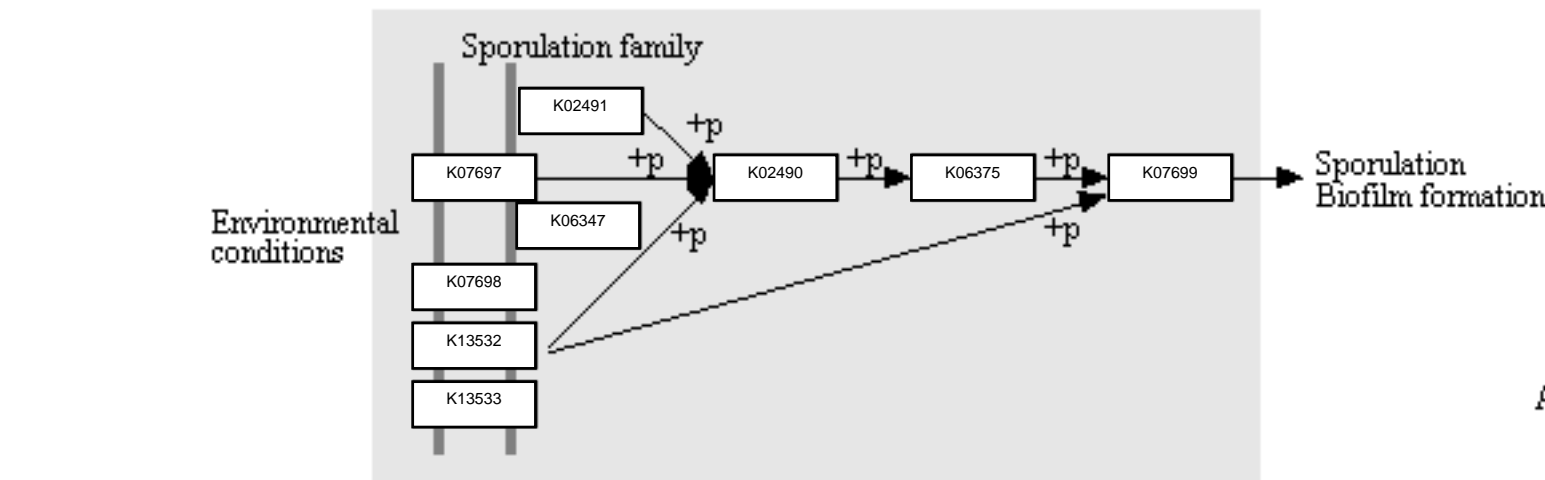 Sporulation family
K02491
+p
K07697
+p
K02490
+p
K06375
+p
K07699
Sporulation
Biofilm formation
K06347
+p
+p
Environmental
conditions
K07698
K13532
K13533